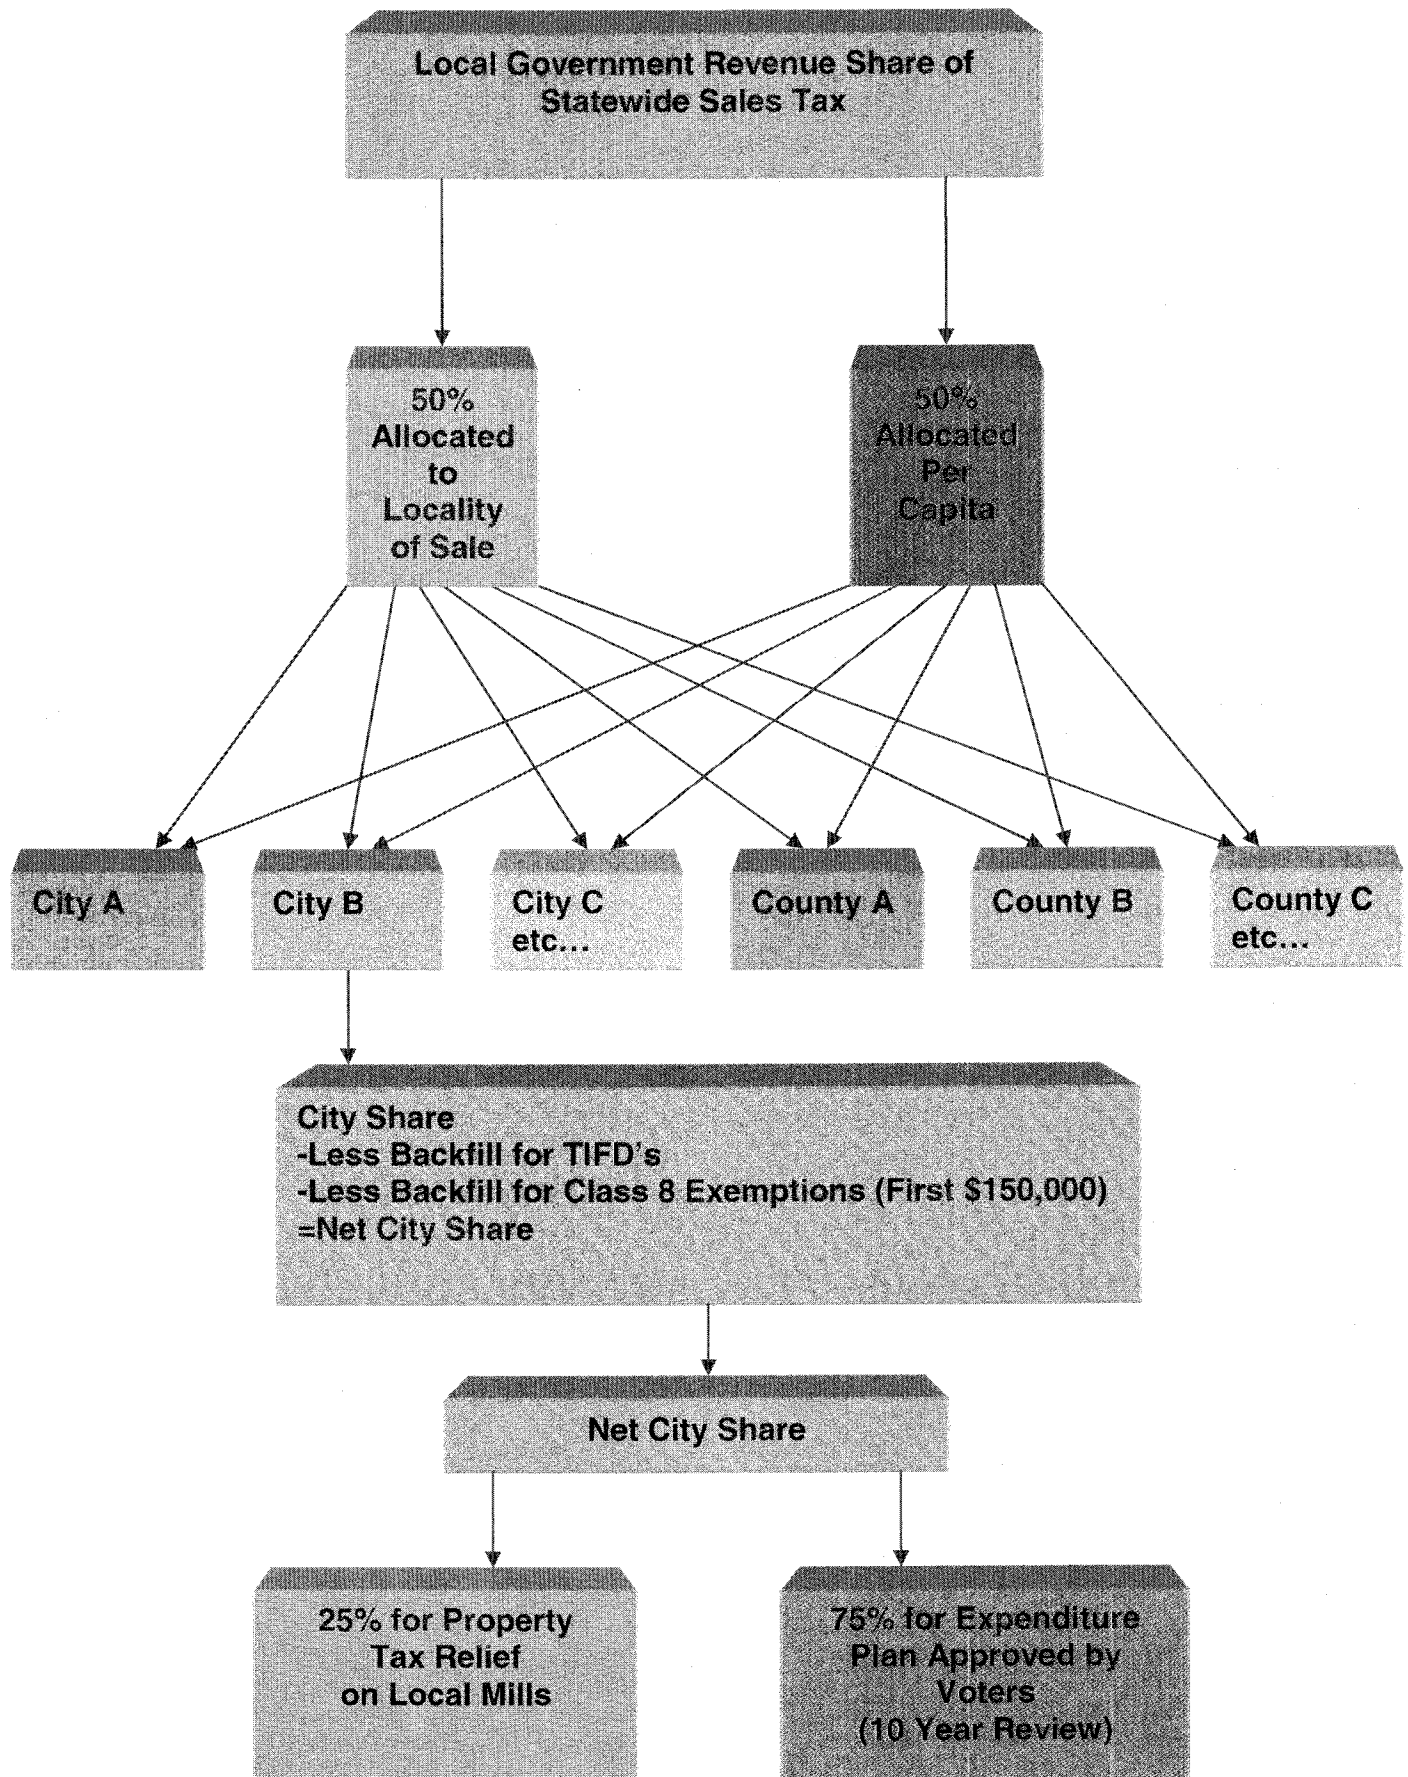 Local Government Revenue Share of
Statewide Sales Tax
50%
Allocated
to
Locality
of Sale
50%
Allocated
Per
Capita
City A
City B
City C
etc...
County A
County B
County C
etc...
City Share
-Less Backfill for TIFD's
-Less Backfill for Class 8 Exemptions (First $150,000)
=Net City Share
Net City Share
25% for Property
Tax Relief
on Local Mills
75% for Expenditure
Plan Approved by
Voters
(10 Year Review)